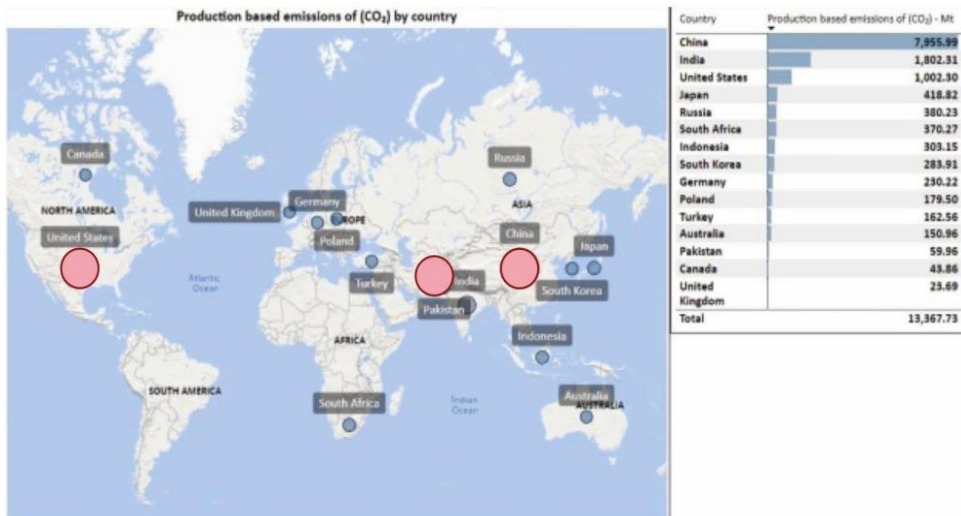 Production based emissions of (CO₂) by country
Canada
Russia
NORTH AMERICA
Germany
ASIA
United Kingdom
EUROPE
United States
China
Poland
Japan
Atlantic
Ocean
Turkey
India
South Korea
Pakistan
Indonesia
AFRICA
SOUTH AMERICA
Indian
Ocean
Australia
South Africa
AUSTRALIA
Country Production based emissions of (CO₂) - Mt
China 7,955.99
India 1,802.31
United States 1,002.30
Japan 418.82
Russia 380.23
South Africa 370.27
Indonesia 303.15
South Korea 283.91
Germany 230.22
Poland 179.50
Turkey 162.56
Australia 150.96
Pakistan 59.96
Canada 43.86
United 23.69
Kingdom
Total 13,367.73